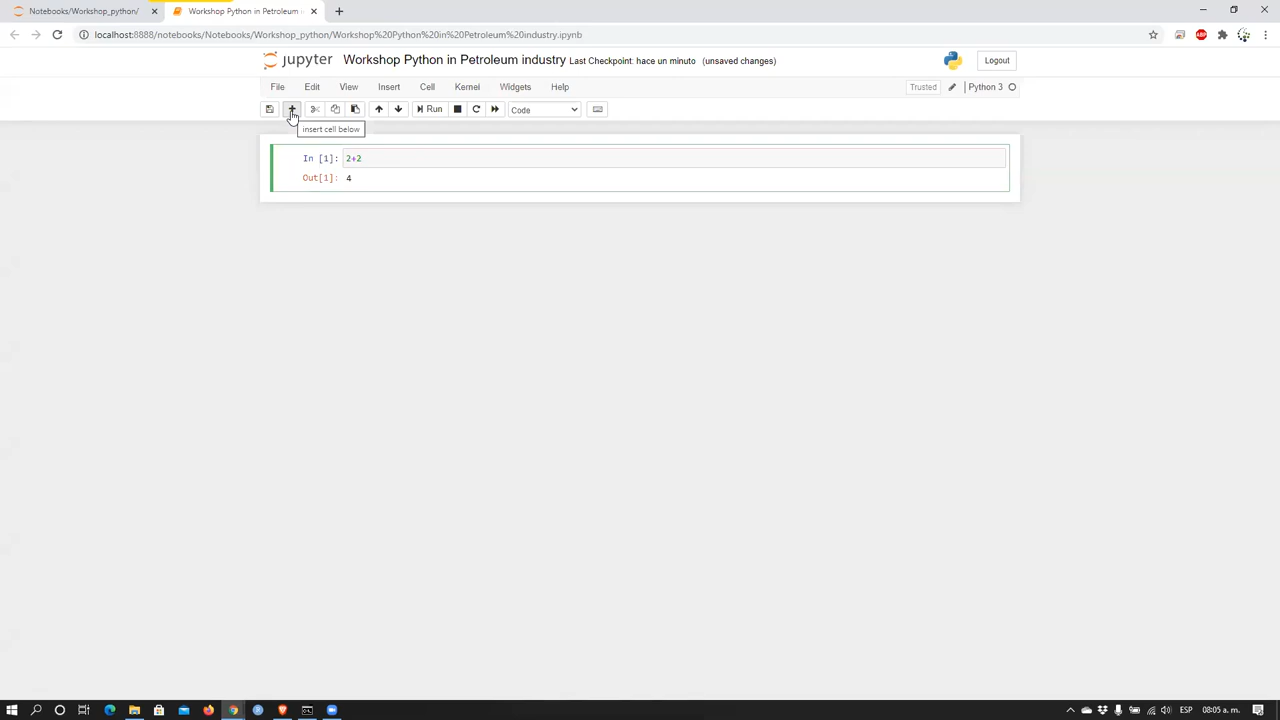 Notebooks/Workshop_python/
Workshop Python in Petroleum i
localhost:8888/notebooks/Notebooks/Workshop_python/Workshop%20Python%20in%20Petroleum%20industry.ipynb
ABP
jupyter Workshop Python in Petroleum industry Last Checkpoint: hace un minuto (unsaved changes)
Logout
File Edit View Insert Cell Kernel Widgets Help
Trusted
Python 3
Run
Code
insert cell below
In [1]: 2+2
Out[1]: 4
ESP 08:05 a. m.